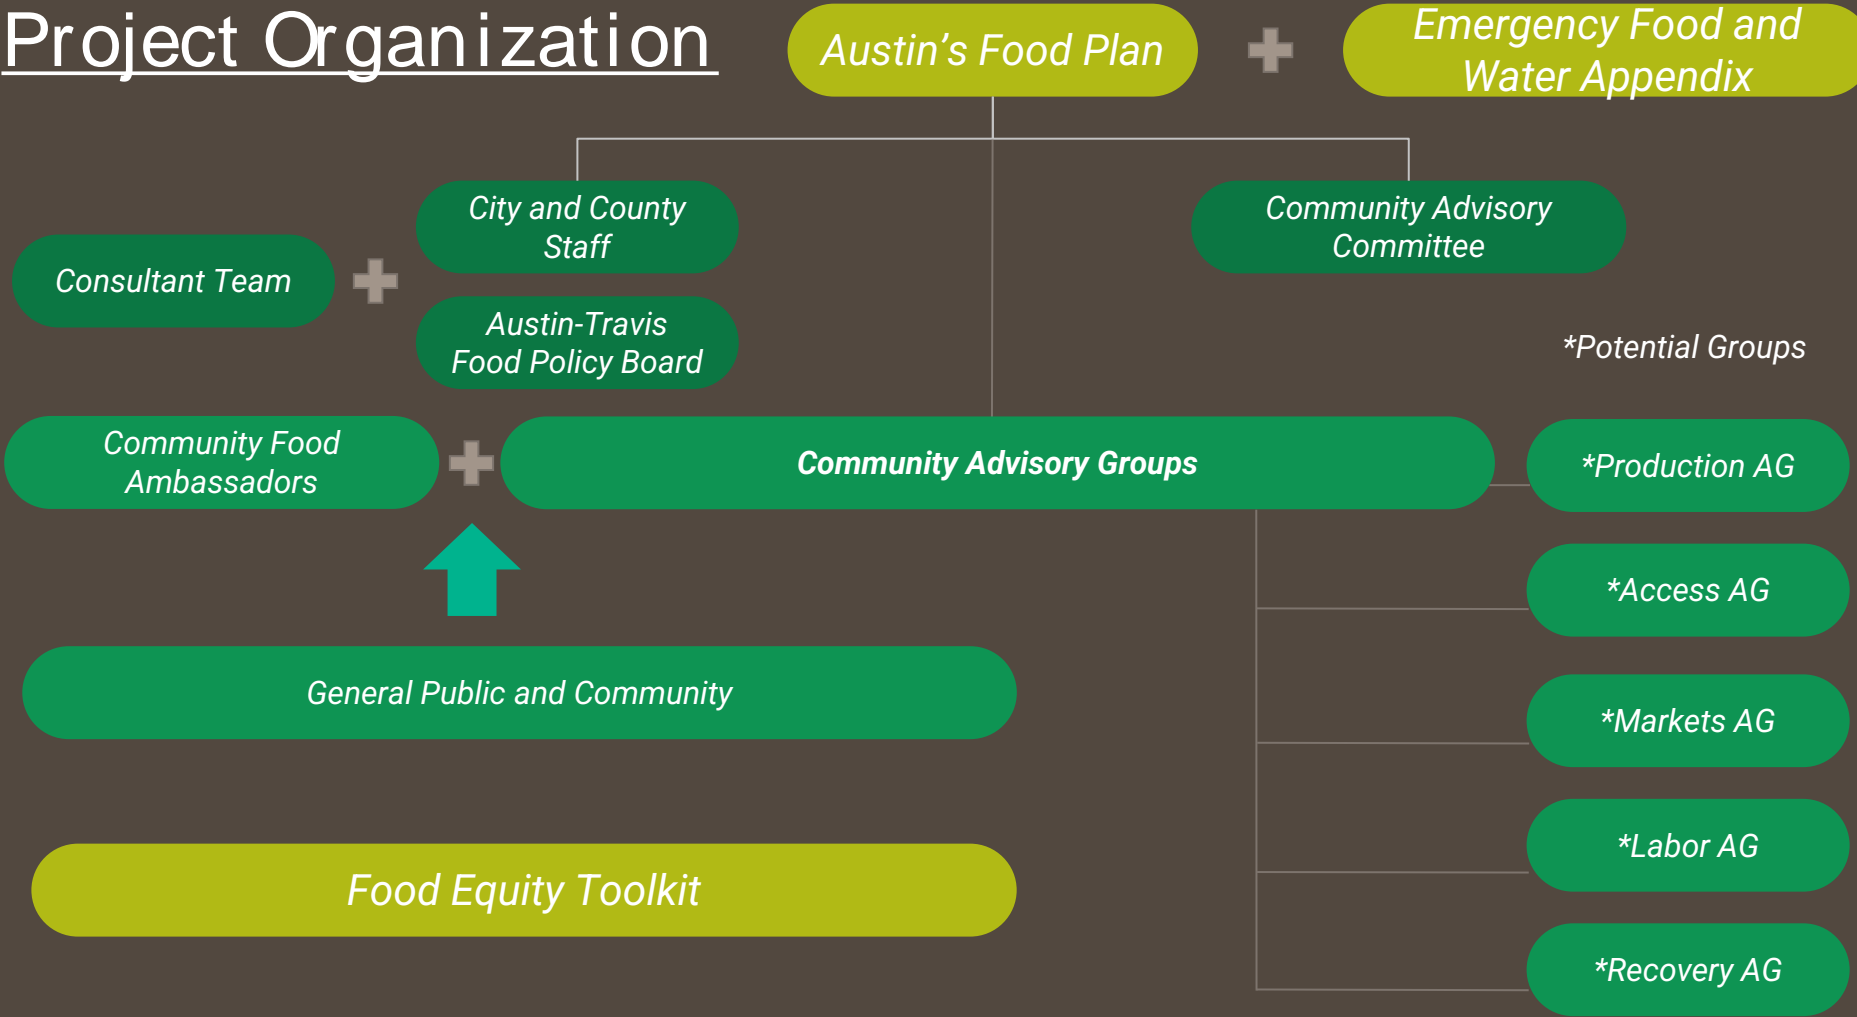 Project Organization
Austin's Food Plan
Emergency Food and
Water Appendix
City and County
Staff
Community Advisory
Committee
Consultant Team
Austin-Travis
Food Policy Board
*Potential Groups
Community Food
Ambassadors
Community Advisory Groups
*Production AG
*Access AG
General Public and Community
*Markets AG
*Labor AG
Food Equity Toolkit
*Recovery AG